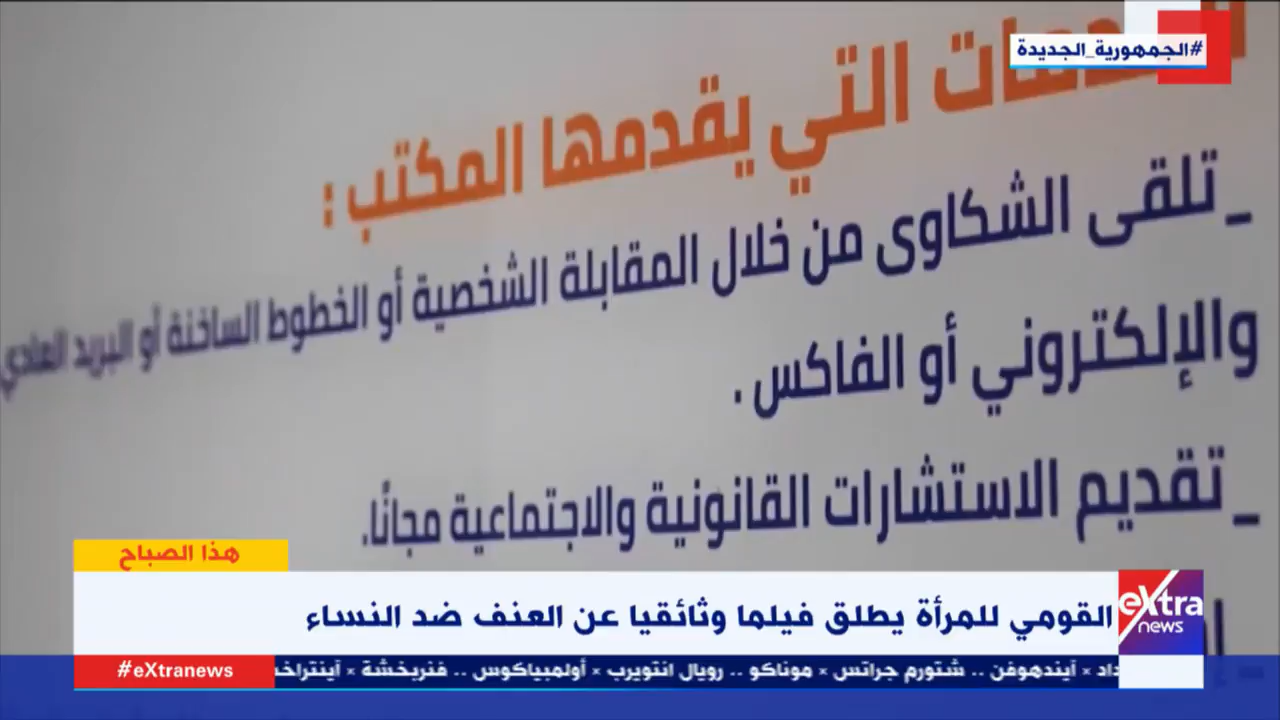 #الجمهورية_الجديدة
التي يقدمها المكتب :
_ تلقى الشكاوى من خلال المقابلة الشخصية أو الخطوط الساخنة أو البريد العادي
والإلكتروني أو الفاكس .
_ تقديم الاستشارات القانونية والاجتماعية مجانًا.
هذا الصباح
القومي للمرأة يطلق فيلما وثائقيا عن العنف ضد النساء
eXtra
news
#eXtranews
× آيندهوفن .. شتورم جراتس × موناكو .. رويال انتويرب × أولمبياكوس .. فنربخشة ×